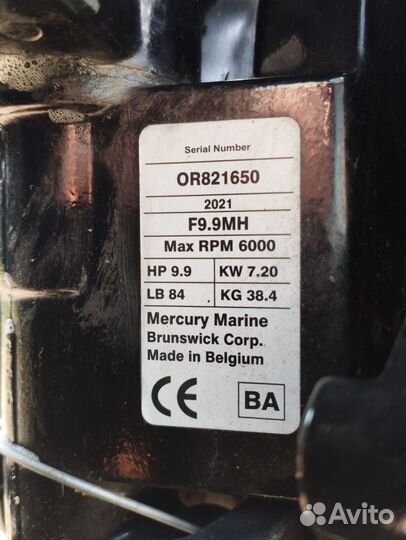 Serial Number
OR821650
2021
F9.9MH
Max RPM 6000
HP 9.9 KW 7.20
LB 84 KG 38.4
Mercury Marine
Brunswick Corp.
Made in Belgium
CE BA
Avito